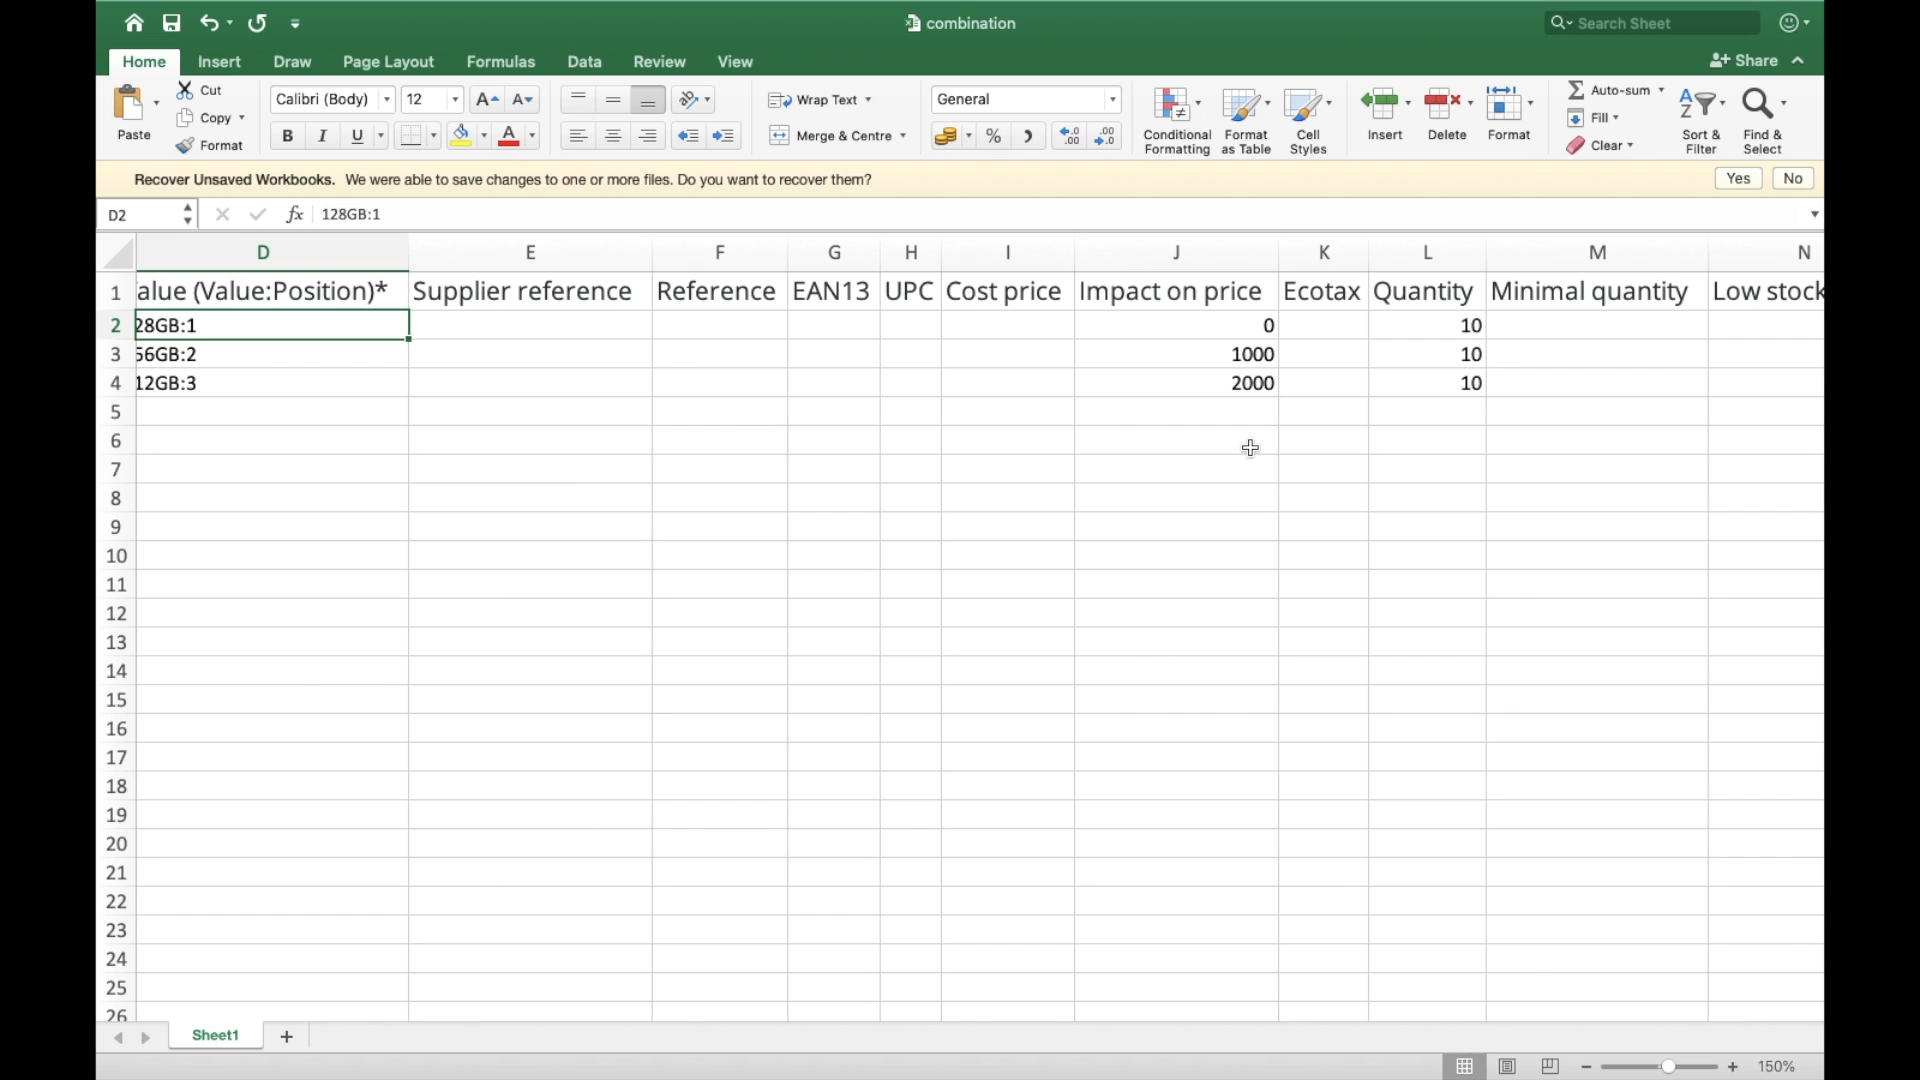 combination
Search Sheet
Home Insert Draw Page Layout Formulas Data Review View
Share
Paste
Cut
Copy
Format
Calibri (Body) 12
B I U
Wrap Text
Merge & Centre
General
Conditional Formatting
Format as Table
Cell Styles
Insert
Delete
Format
Auto-sum
Fill
Clear
Sort & Filter
Find & Select
Recover Unsaved Workbooks. We were able to save changes to one or more files. Do you want to recover them? Yes No
D2 fx 128GB:1
D E F G H I J K L M N
1 alue (Value:Position)* Supplier reference Reference EAN13 UPC Cost price Impact on price Ecotax Quantity Minimal quantity Low stock
2 28GB:1 0 10
3 56GB:2 1000 10
4 12GB:3 2000 10
5
6
7
8
9
10
11
12
13
14
15
16
17
18
19
20
21
22
23
24
25
26
Sheet1
150%